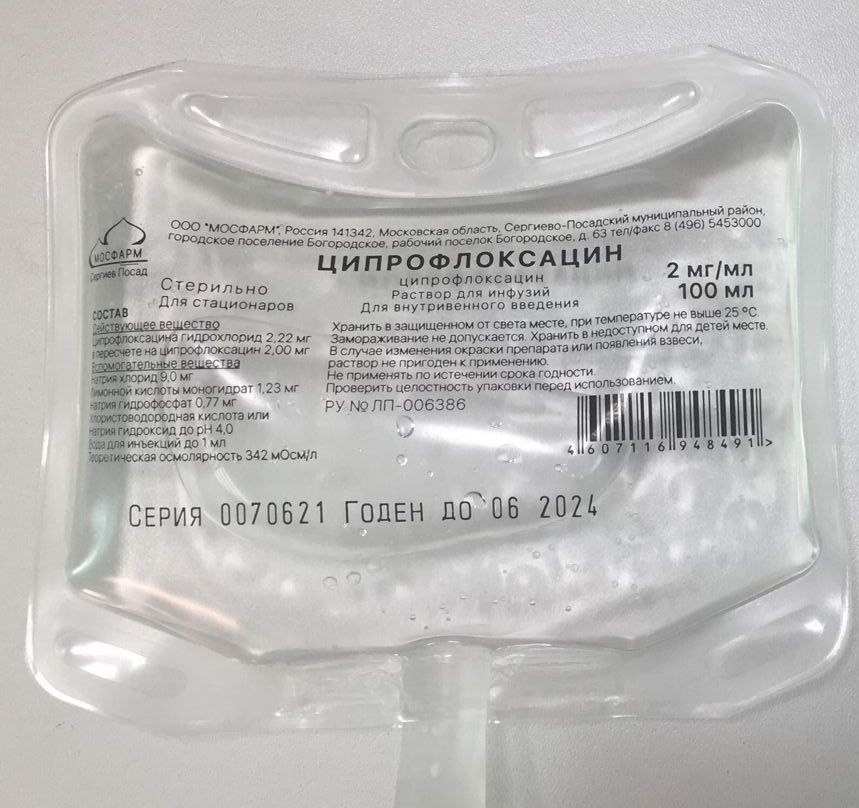 ООО "МОСФАРМ", Россия 141342, Московская область, Сергиево-Посадский муниципальный район,
городское поселение Богородское, рабочий поселок Богородское, д. 63 тел/факс 8 (496) 5453000
МОСФАРМ
Сергиев Посад
ЦИПРОФЛОКСАЦИН
ципрофлоксацин
Раствор для инфузий
Для внутривенного введения
2 мг/мл
100 мл
Стерильно
Для стационаров
СОСТАВ
Действующее вещество
Ципрофлоксацина гидрохлорид 2,22 мг
в пересчете на ципрофлоксацин 2,00 мг
Вспомогательные вещества
Натрия хлорид 9,0 мг
Лимонной кислоты моногидрат 1,23 мг
Натрия гидрофосфат 0,77 мг
Хлористоводородная кислота или
натрия гидроксид до pH 4,0
Вода для инъекций до 1 мл
Теоретическая осмолярность 342 мОсм/л
Хранить в защищенном от света месте, при температуре не выше 25 °С.
Замораживание не допускается. Хранить в недоступном для детей месте.
В случае изменения окраски препарата или появления взвеси,
раствор не пригоден к применению.
Не применять по истечении срока годности.
Проверить целостность упаковки перед использованием.
РУ № ЛП-006386
4 607116 948491 >
Серия 0070621 Годен до 06 2024